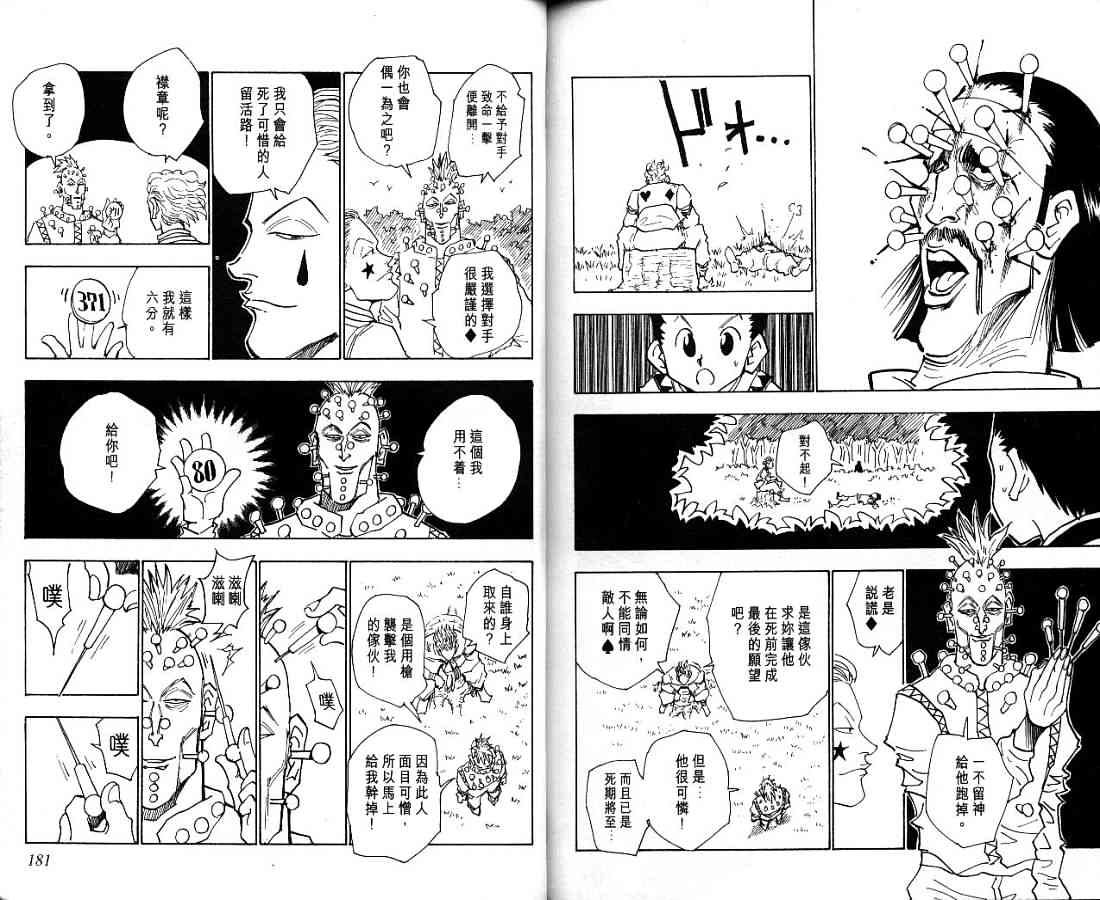 ドォ...
對不起！
老是
說謊♦
一不留神
給他跑掉。
是這傢伙
求妳讓他
在死前完成
最後的願望
吧？
無論如何，
不能同情
敵人啊♠
但是…
他很可憐！
而且已是
死期將至…
不給予對手
致命一擊
便離開…
你也會
偶一為之吧？
我選擇對手
很嚴謹的♦
我只會給
死了可惜的人
留活路！
襟章呢？
拿到了。
這樣
我就有
六分。
371
這個我
用不着…
80
給你吧！
自誰身上
取來的？
是個用槍
襲擊我
的傢伙！
因為此人
面目可憎，
所以馬上
給我幹掉！
噗
滋喇
滋喇
噗
噗
181